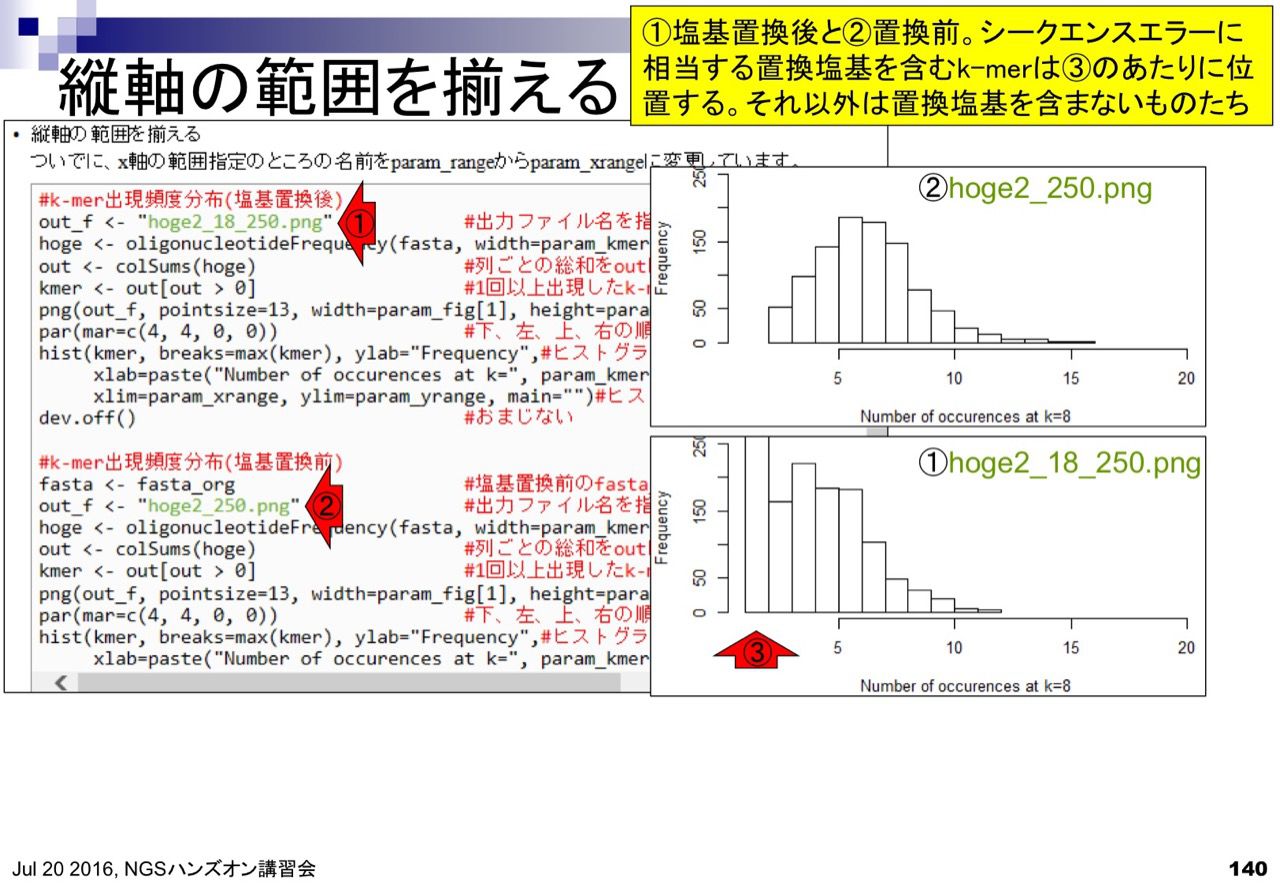 縦軸の範囲を揃える
①塩基置換後と②置換前。シークエンスエラーに
相当する置換塩基を含むk-merは③のあたりに位
置する。それ以外は置換塩基を含まないものたち
• 縦軸の範囲を揃える
ついでに、x軸の範囲指定のところの名前をparam_rangeからparam_xrangeに変更しています。
#k-mer出現頻度分布(塩基置換後)
out_f <- "hoge2_18_250.png" #出力ファイル名を指
①
hoge <- oligonucleotideFrequency(fasta, width=param_kmer
out <- colSums(hoge) #列ごとの総和をout
kmer <- out[out > 0] #1回以上出現したk-
png(out_f, pointsize=13, width=param_fig[1], height=para
par(mar=c(4, 4, 0, 0)) #下、左、上、右の順
hist(kmer, breaks=max(kmer), ylab="Frequency",#ヒストグラ
xlab=paste("Number of occurences at k=", param_kmer
xlim=param_xrange, ylim=param_yrange, main="")#ヒス
dev.off() #おまじない
#k-mer出現頻度分布(塩基置換前)
fasta <- fasta_org #塩基置換前のfasta
out_f <- "hoge2_250.png" #出力ファイル名を指
②
hoge <- oligonucleotideFrequency(fasta, width=param_kmer
out <- colSums(hoge) #列ごとの総和をout
kmer <- out[out > 0] #1回以上出現したk-
png(out_f, pointsize=13, width=param_fig[1], height=para
par(mar=c(4, 4, 0, 0)) #下、左、上、右の順
hist(kmer, breaks=max(kmer), ylab="Frequency",#ヒストグラ
xlab=paste("Number of occurences at k=", param_kmer
②hoge2_250.png
Frequency
250
150
50
0
5 10 15 20
Number of occurences at k=8
①hoge2_18_250.png
Frequency
250
150
50
0
③
5 10 15 20
Number of occurences at k=8
Jul 20 2016, NGSハンズオン講習会
140